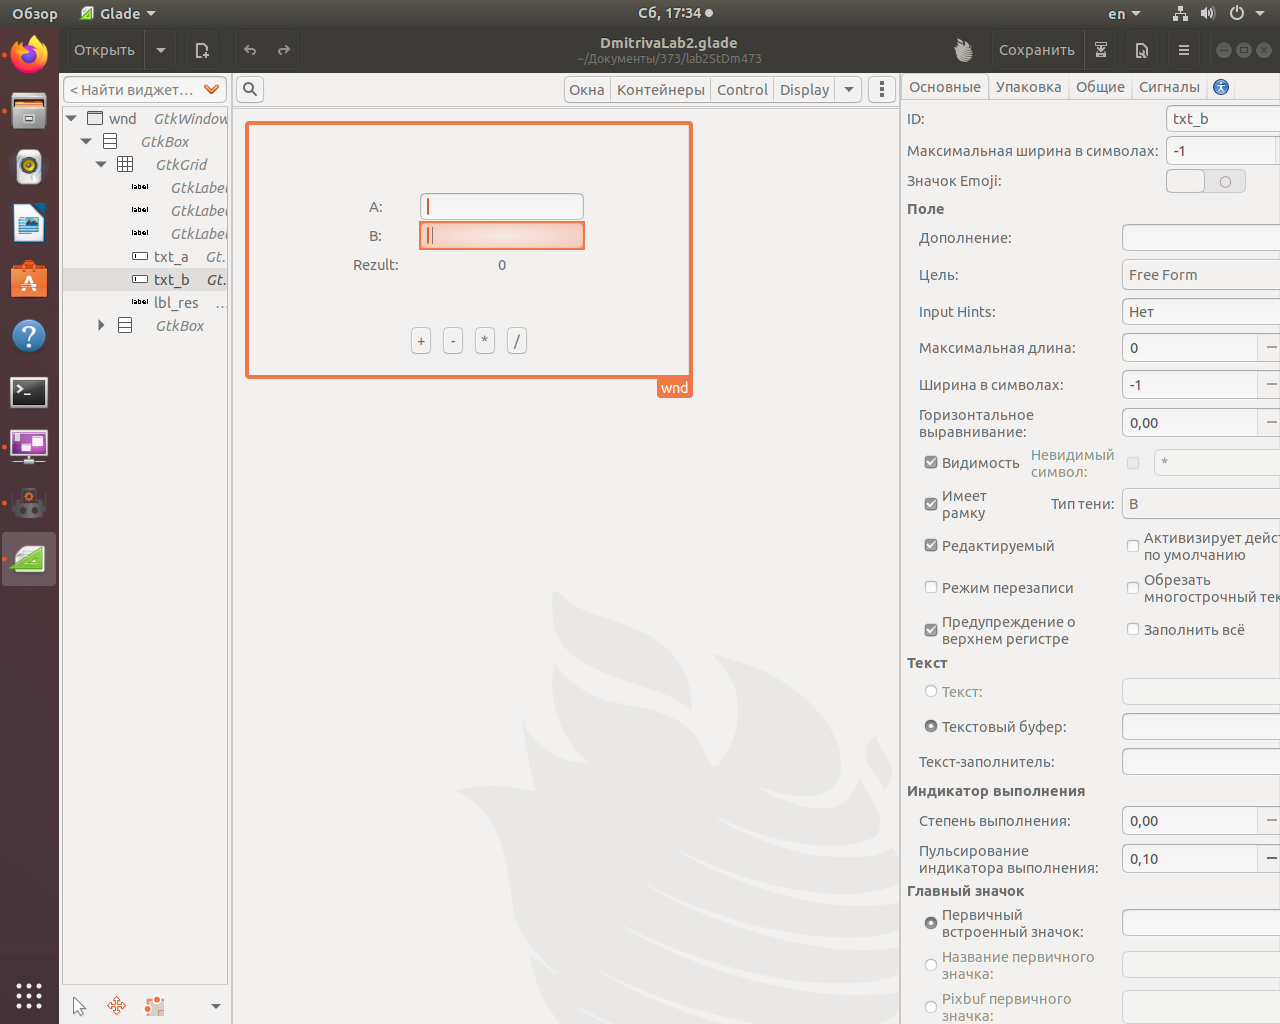 Обзор
Glade
Сб, 17:34
en
Открыть
DmitrivaLab2.glade
~/Документы/373/lab2StDm473
Сохранить
< Найти виджет...
Окна
Контейнеры
Control
Display
Основные
Упаковка
Общие
Сигналы
wnd GtkWindow
GtkBox
GtkGrid
label GtkLabel
label GtkLabel
label GtkLabel
txt_a Gt.
txt_b Gt.
label lbl_res ...
GtkBox
A:
B:
Rezult: 0
+ - * /
wnd
ID: txt_b
Максимальная ширина в символах: -1
Значок Emoji:
Поле
Дополнение:
Цель: Free Form
Input Hints: Нет
Максимальная длина: 0
Ширина в символах: -1
Горизонтальное
выравнивание: 0,00
Видимость
Невидимый
символ: *
Имеет
рамку
Тип тени: В
Редактируемый
Активизирует дейс
по умолчанию
Режим перезаписи
Обрезать
многострочный тек
Предупреждение о
верхнем регистре
Заполнить всё
Текст
Текст:
Текстовый буфер:
Текст-заполнитель:
Индикатор выполнения
Степень выполнения: 0,00
Пульсирование
индикатора выполнения: 0,10
Главный значок
Первичный
встроенный значок:
Название первичного
значка:
Pixbuf первичного
значка: